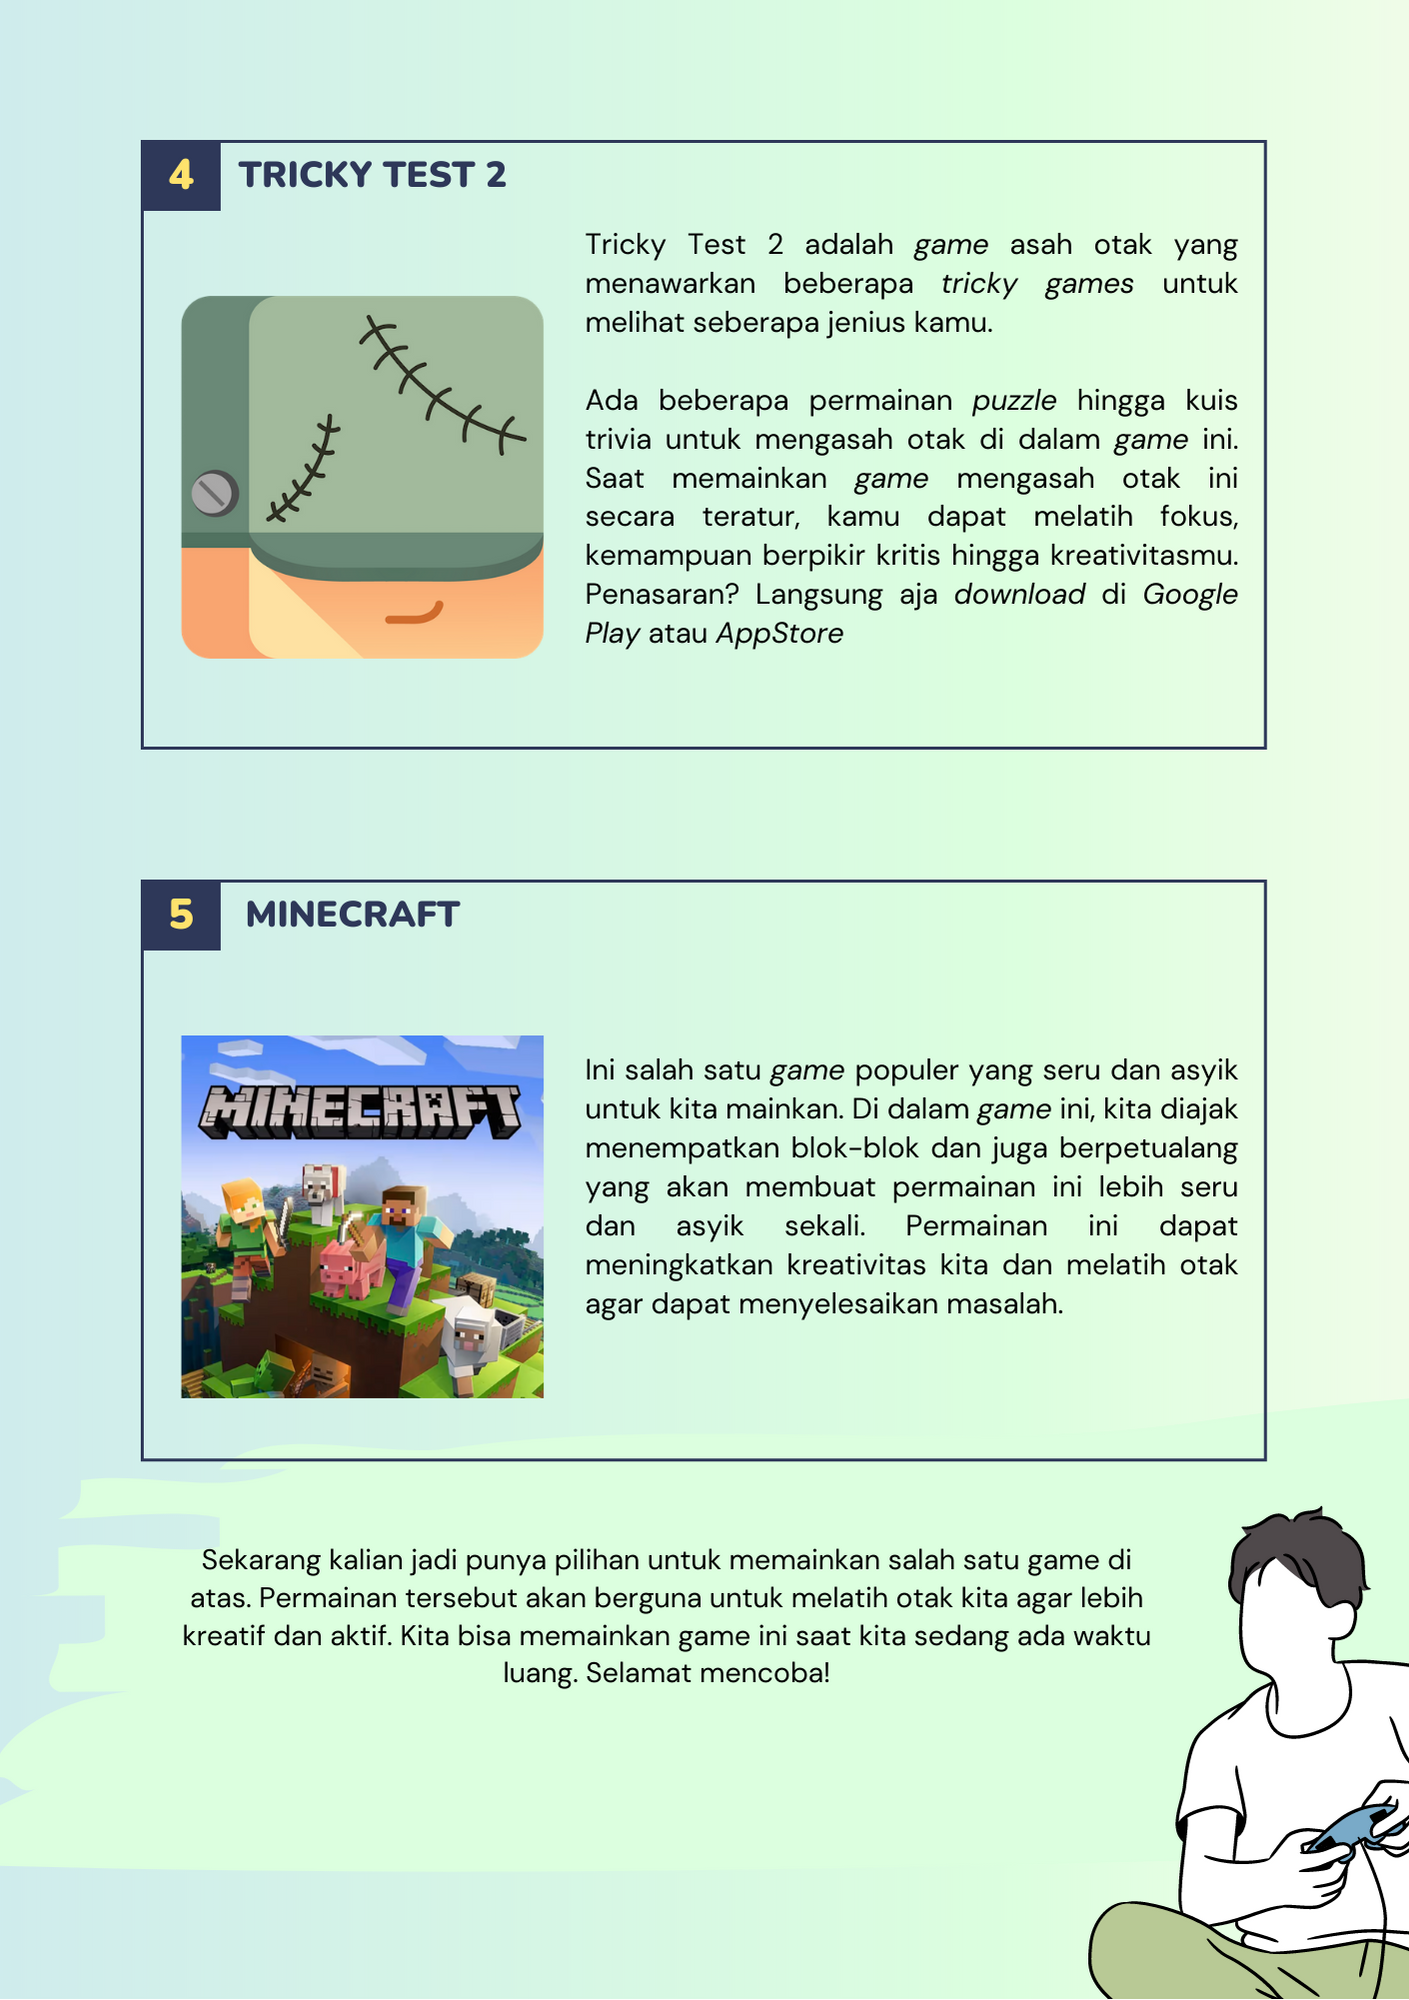 4
TRICKY TEST 2
Tricky Test 2 adalah game asah otak yang
menawarkan beberapa tricky games untuk
melihat seberapa jenius kamu.
Ada beberapa permainan puzzle hingga kuis
trivia untuk mengasah otak di dalam game ini.
Saat memainkan game mengasah otak ini
secara teratur, kamu dapat melatih fokus,
kemampuan berpikir kritis hingga kreativitasmu.
Penasaran? Langsung aja download di Google
Play atau AppStore
5
MINECRAFT
MINECRAFT
Ini salah satu game populer yang seru dan asyik
untuk kita mainkan. Di dalam game ini, kita diajak
menempatkan blok-blok dan juga berpetualang
yang akan membuat permainan ini lebih seru
dan asyik sekali. Permainan ini dapat
meningkatkan kreativitas kita dan melatih otak
agar dapat menyelesaikan masalah.
Sekarang kalian jadi punya pilihan untuk memainkan salah satu game di
atas. Permainan tersebut akan berguna untuk melatih otak kita agar lebih
kreatif dan aktif. Kita bisa memainkan game ini saat kita sedang ada waktu
luang. Selamat mencoba!